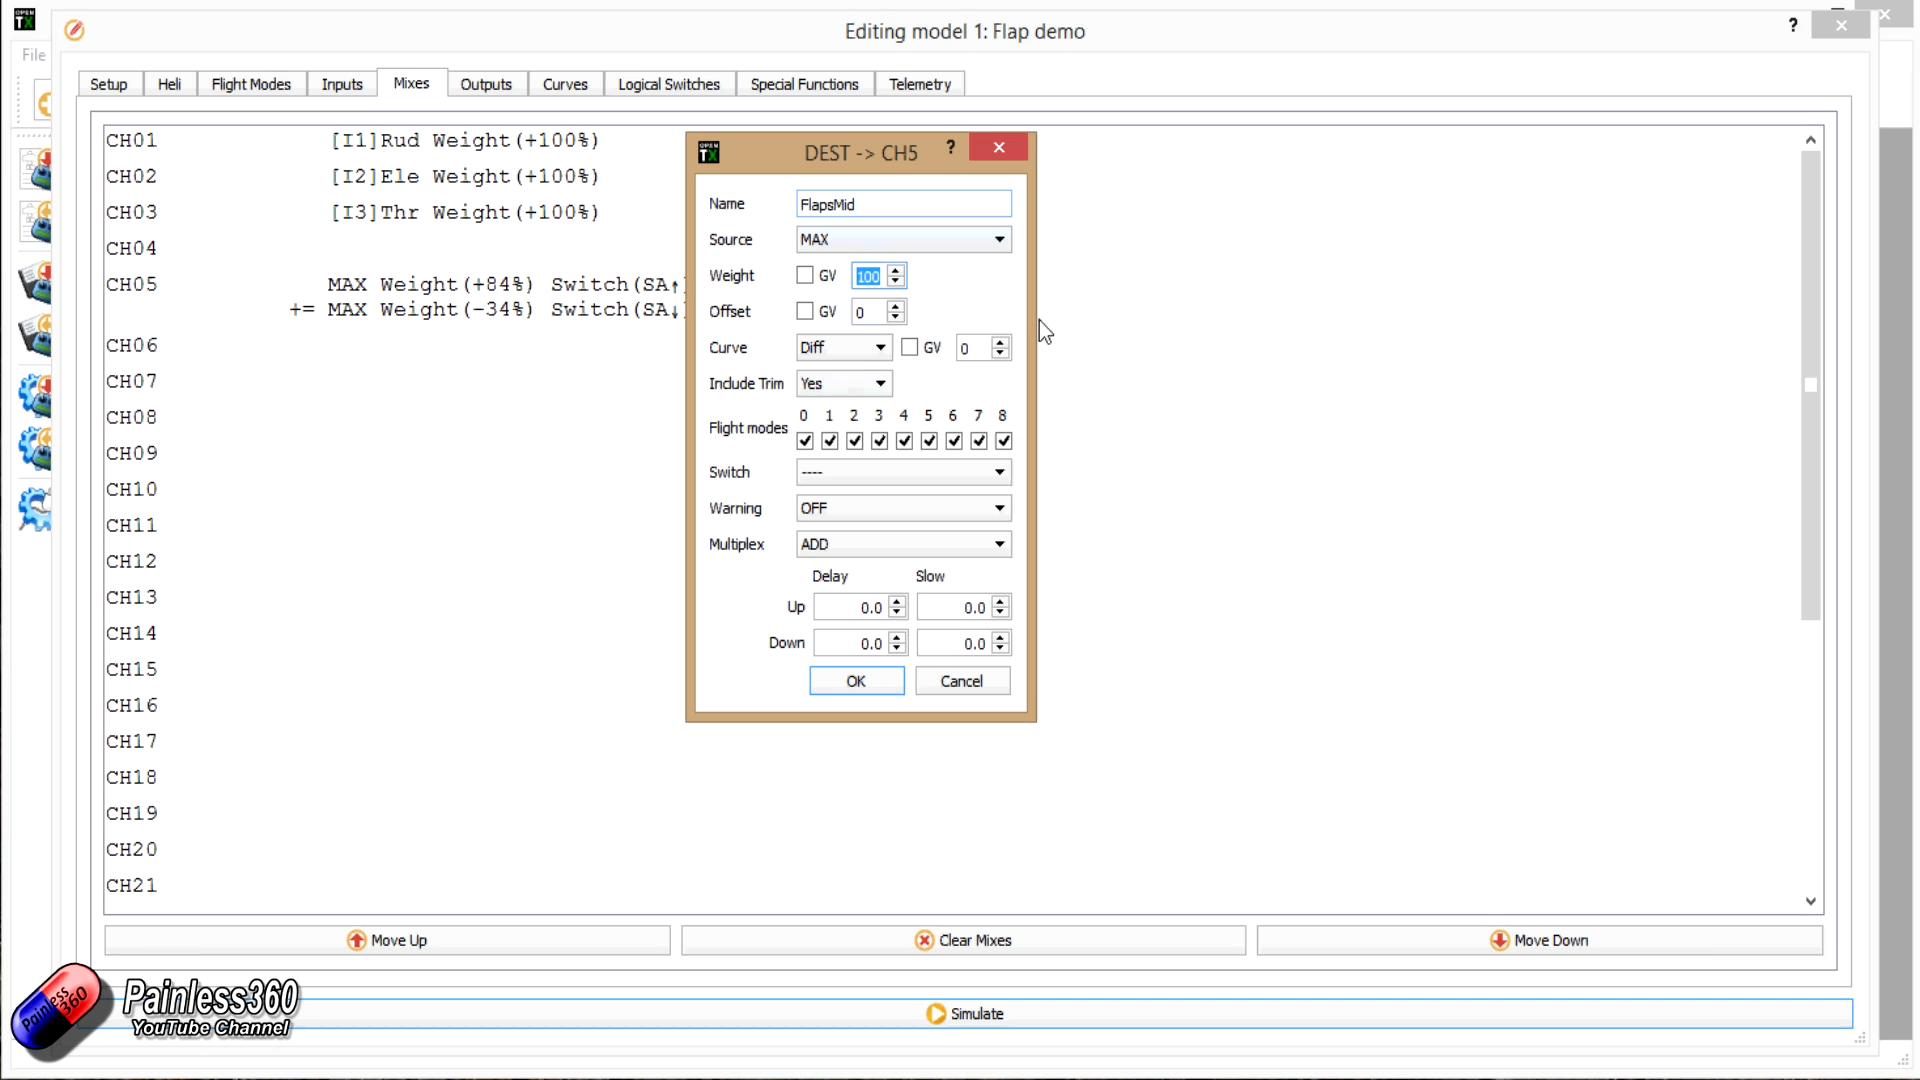 OPEN TX
Editing model 1: Flap demo
?
File
Setup
Heli
Flight Modes
Inputs
Mixes
Outputs
Curves
Logical Switches
Special Functions
Telemetry
CH01 [I1]Rud Weight(+100%)
CH02 [I2]Ele Weight(+100%)
CH03 [I3]Thr Weight(+100%)
CH04
CH05 MAX Weight(+84%) Switch(SA↑
+= MAX Weight(-34%) Switch(SA↓
CH06
CH07
CH08
CH09
CH10
CH11
CH12
CH13
CH14
CH15
CH16
CH17
CH18
CH19
CH20
CH21
OPEN TX
DEST -> CH5
?
Name FlapsMid
Source MAX
Weight GV 100
Offset GV 0
Curve Diff GV 0
Include Trim Yes
0 1 2 3 4 5 6 7 8
Flight modes
Switch ----
Warning OFF
Multiplex ADD
Delay Slow
Up 0.0 0.0
Down 0.0 0.0
OK Cancel
Move Up
Clear Mixes
Move Down
Simulate
Painless 360
Painless360
YouTube Channel